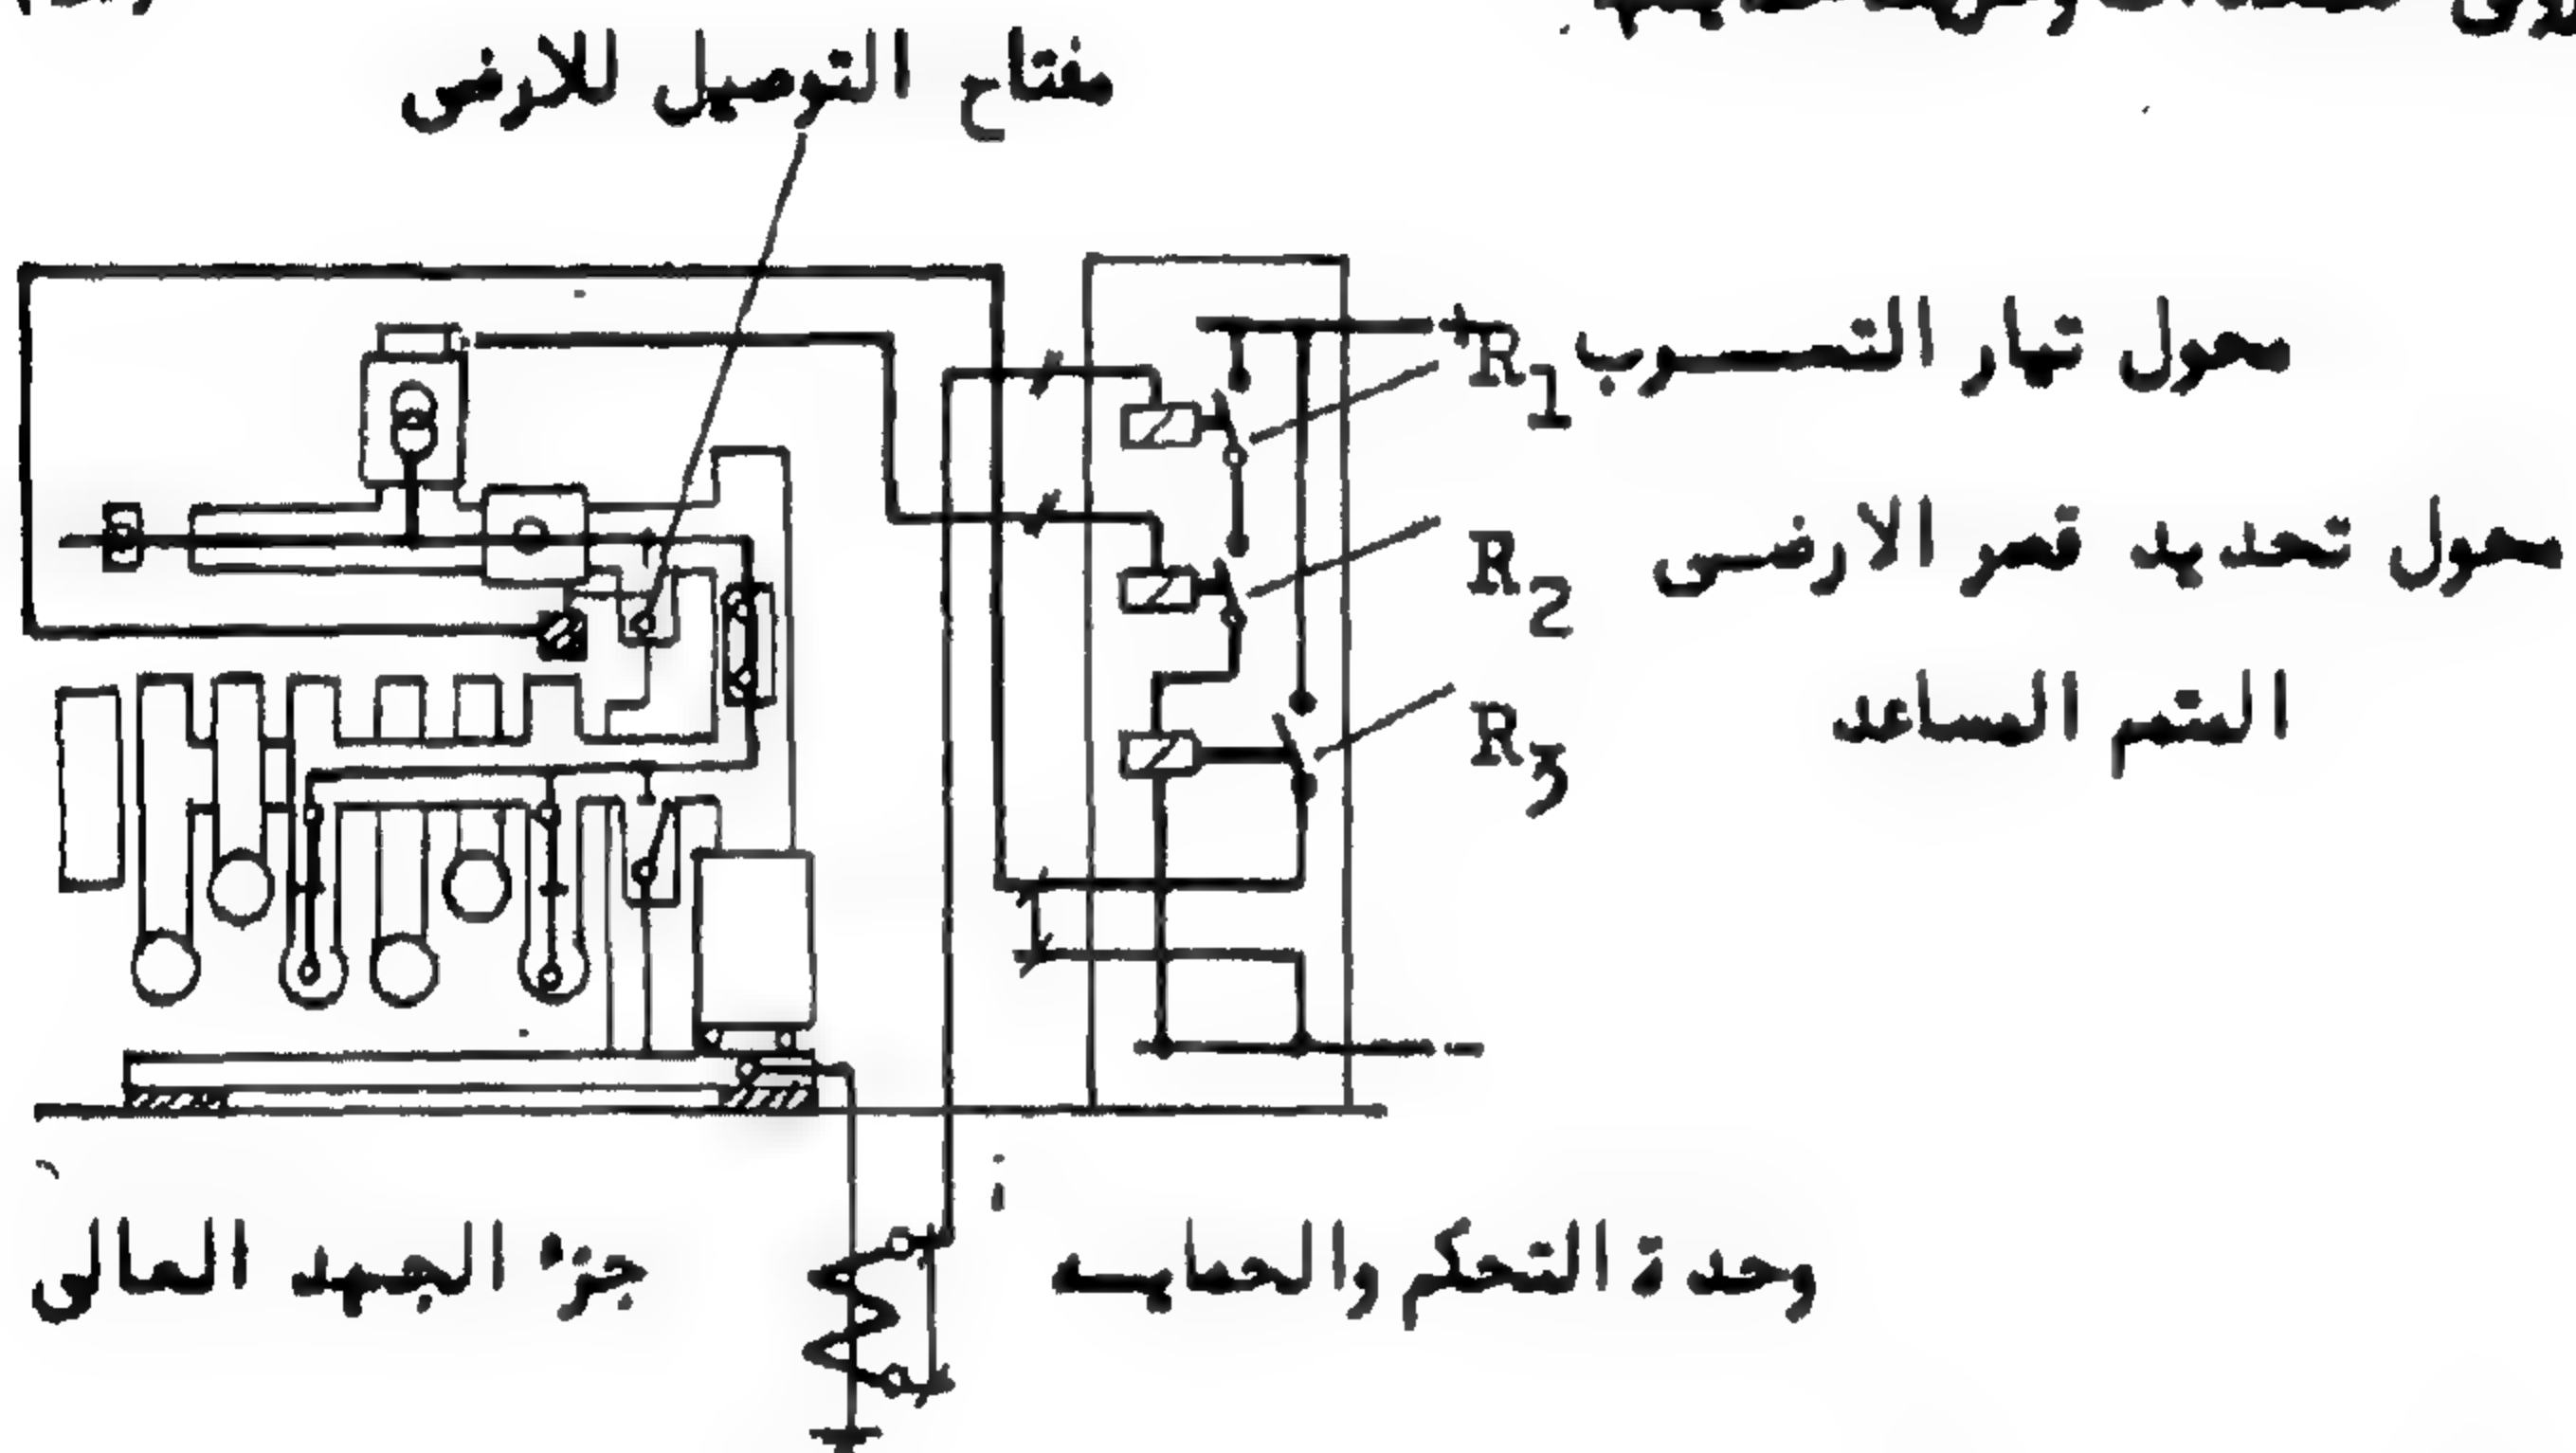 مفتاح التوصيل للارضى
+
R1 محول تيار التسرب
R2 محول تحديد قصر الارضى
R3 المتمم المساعد
-
وحدة التحكم والحمايه
جزء الجهد العالى